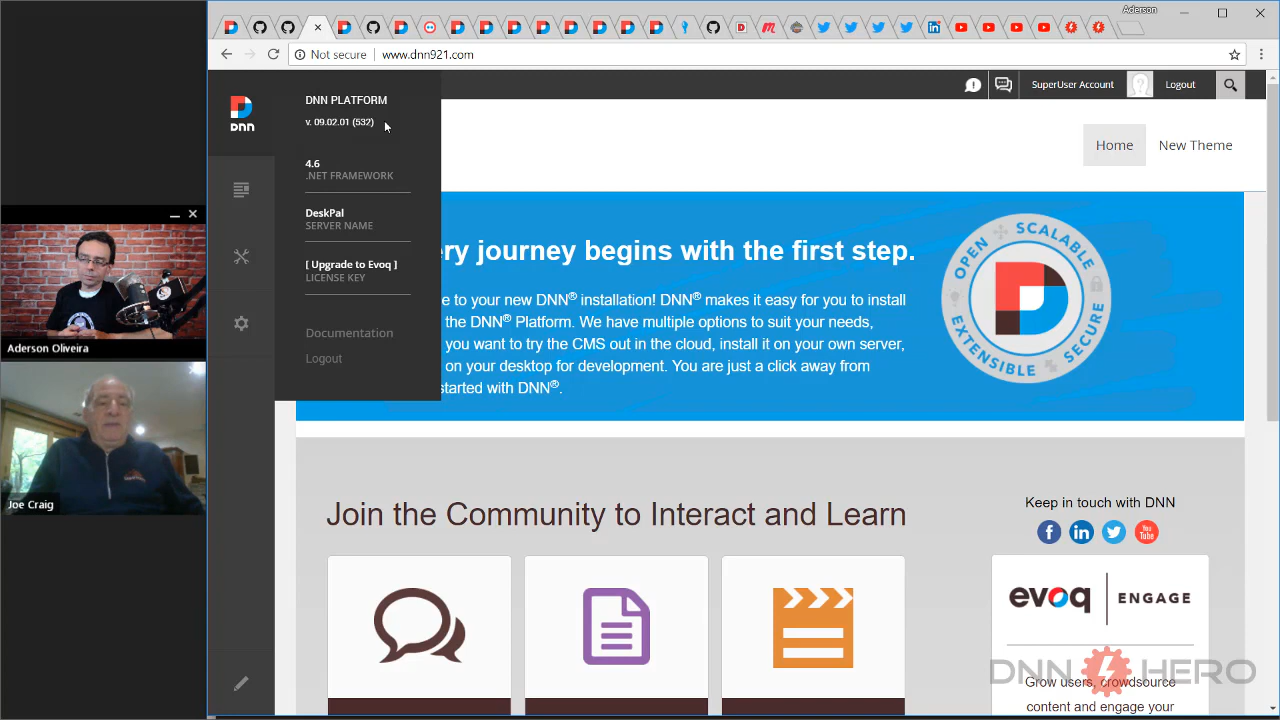 Aderson
Not secure
www.dnn921.com
DNN
DNN PLATFORM
v. 09.02.01 (532)
4.6
.NET FRAMEWORK
DeskPal
SERVER NAME
[ Upgrade to Evoq ]
LICENSE KEY
Documentation
Logout
SuperUser Account
Logout
Home
New Theme
ery journey begins with the first step.
e to your new DNN® installation! DNN® makes it easy for you to install
the DNN® Platform. We have multiple options to suit your needs,
you want to try the CMS out in the cloud, install it on your own server,
on your desktop for development. You are just a click away from
started with DNN®.
OPEN
SCALABLE
EXTENSIBLE
SECURE
Join the Community to Interact and Learn
Keep in touch with DNN
You
Tube
evoq ENGAGE
Grow users, crowdsource
content and engage your
DNN HERO
Aderson Oliveira
Joe Craig